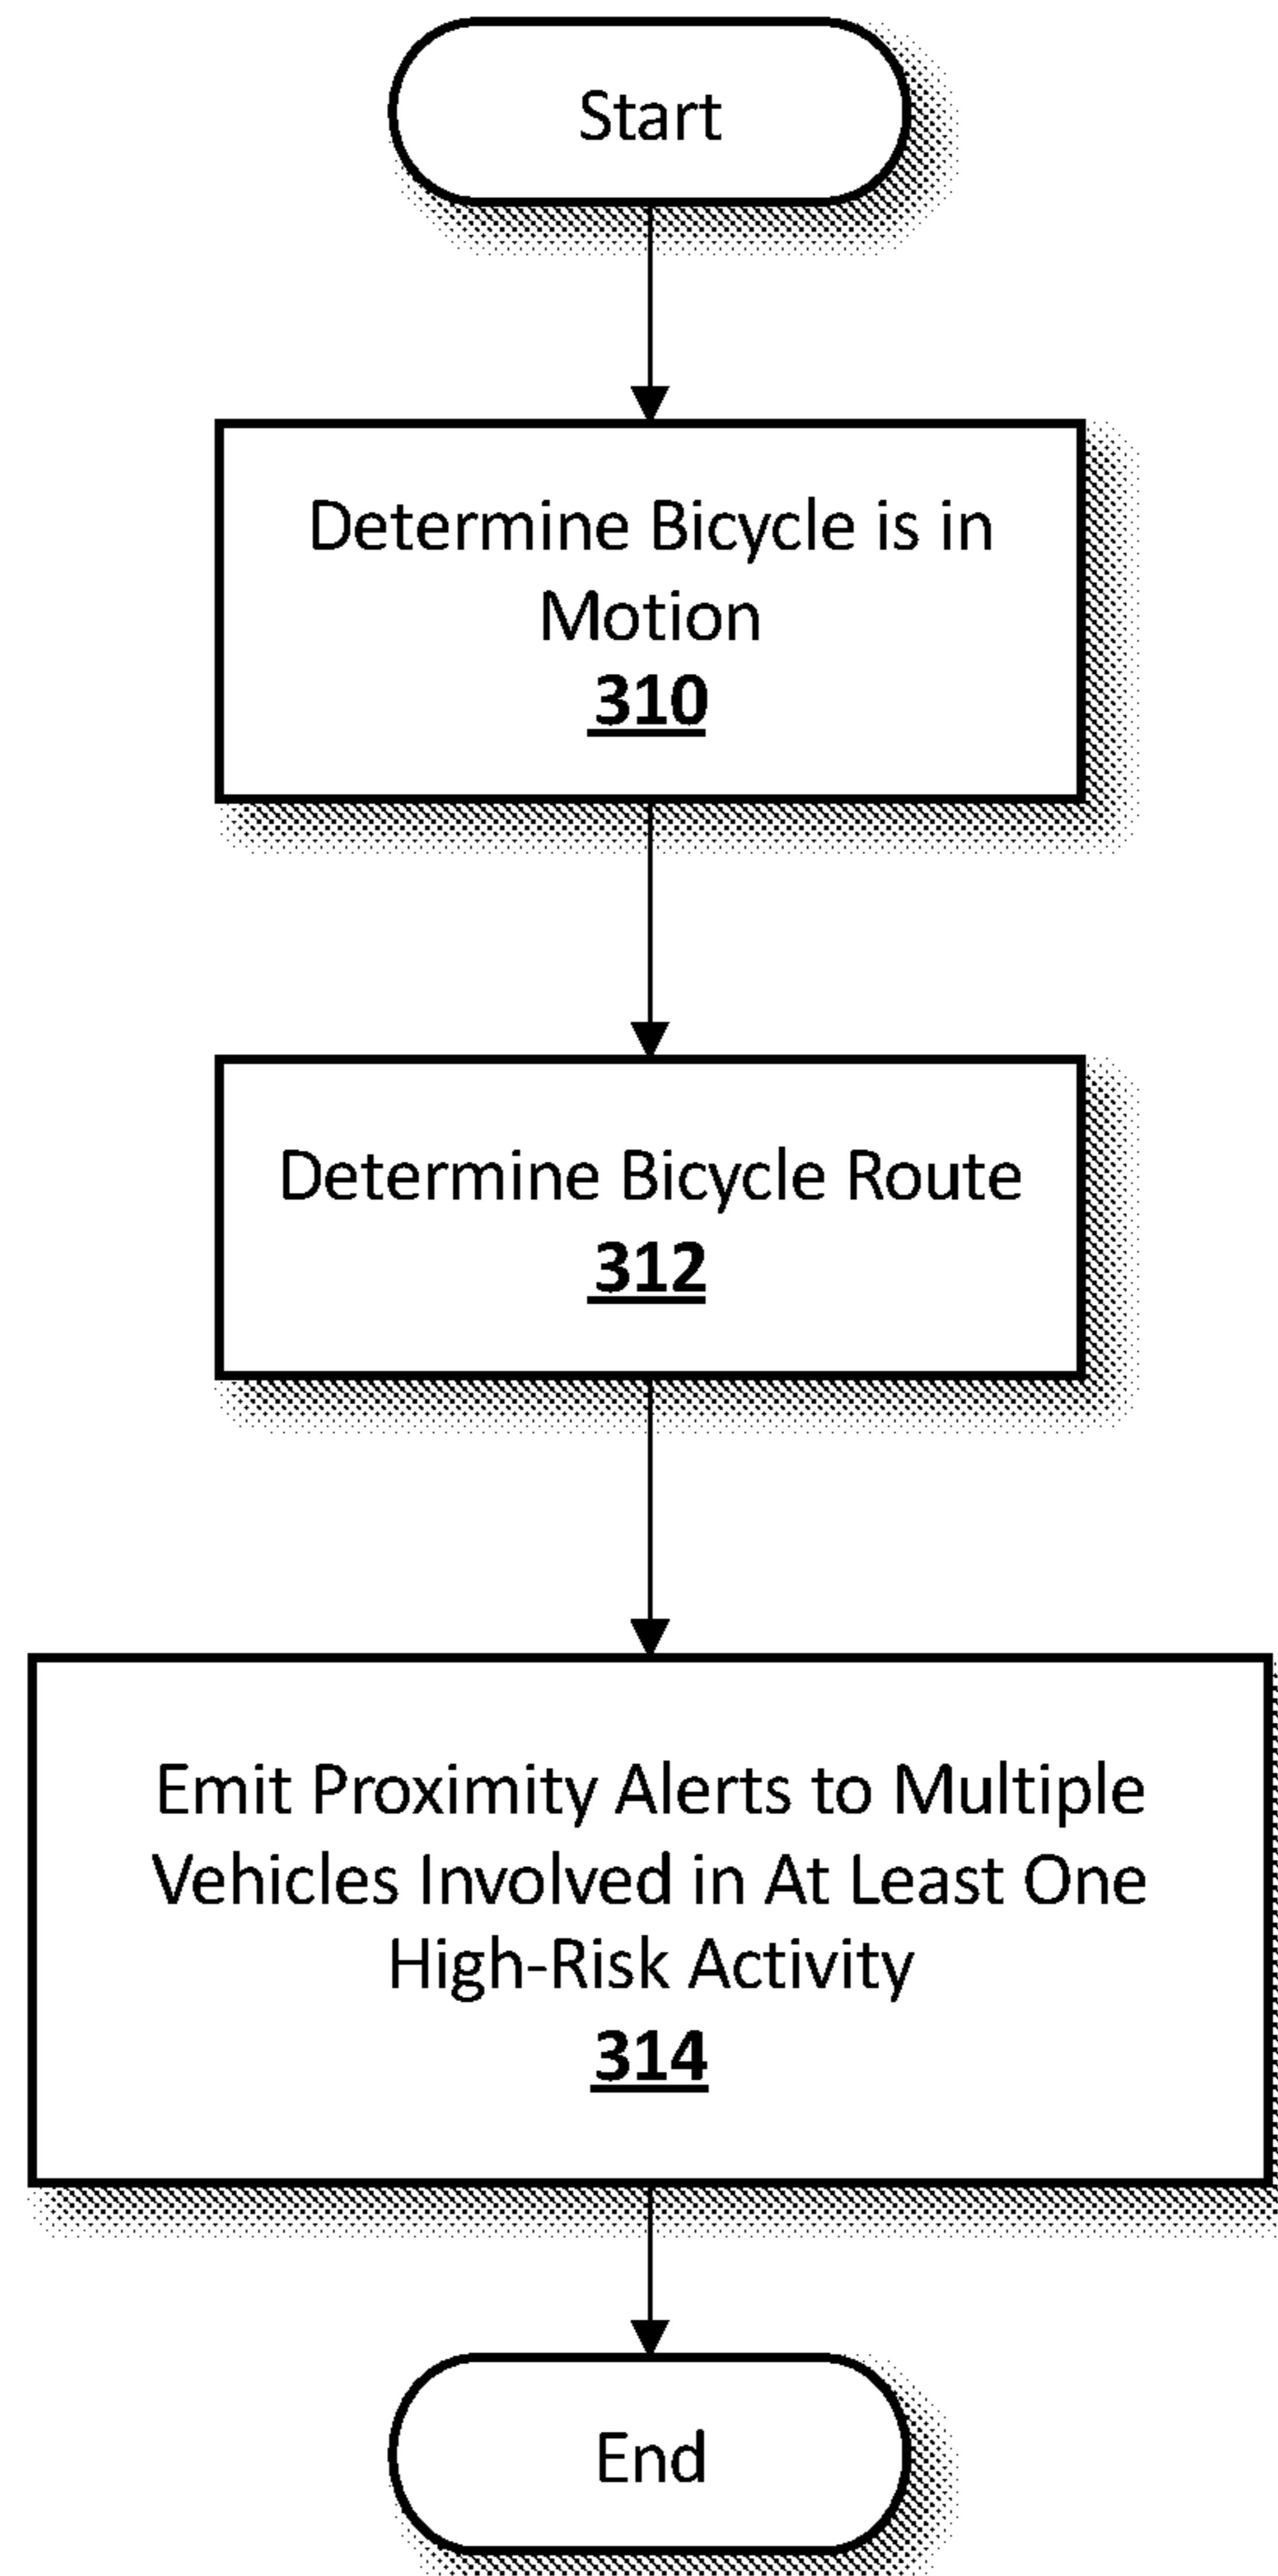 Start
Determine Bicycle is in
Motion
310
Determine Bicycle Route
312
Emit Proximity Alerts to Multiple
Vehicles Involved in At Least One
High-Risk Activity
314
End